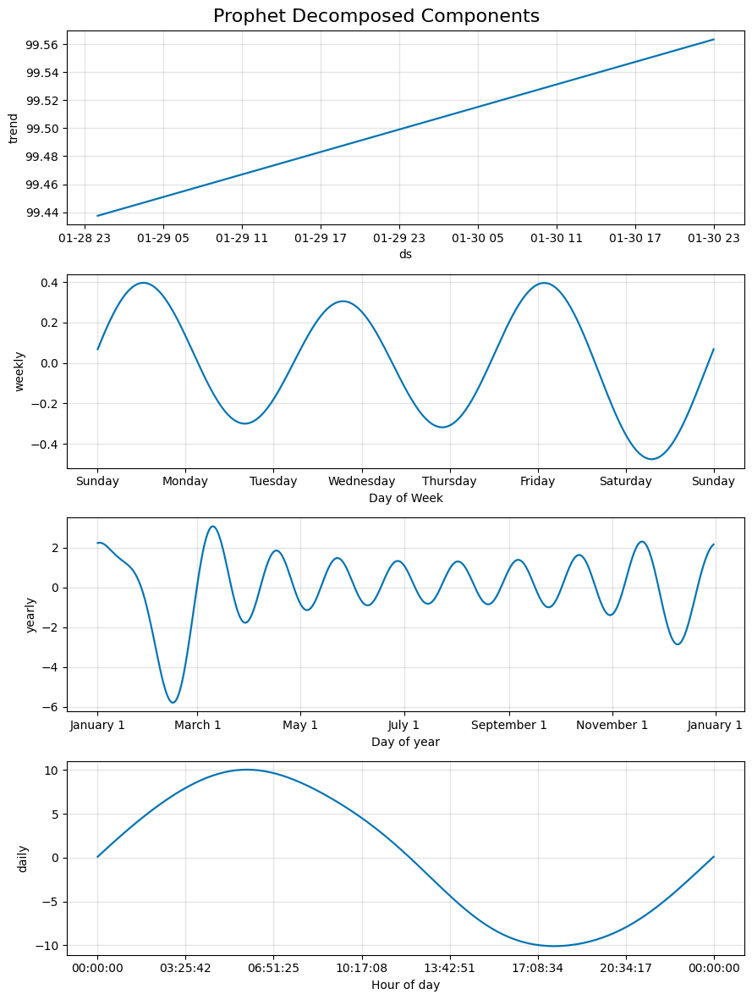 Prophet Decomposed Components
99.56
99.54
99.52
99.50
99.48
99.46
99.44
trend
01-28 23 01-29 05 01-29 11 01-29 17 01-29 23 01-30 05 01-30 11 01-30 17 01-30 23
ds
0.4
0.2
0.0
−0.2
−0.4
weekly
Sunday Monday Tuesday Wednesday Thursday Friday Saturday Sunday
Day of Week
2
0
−2
−4
−6
yearly
January 1 March 1 May 1 July 1 September 1 November 1 January 1
Day of year
10
5
0
−5
−10
daily
00:00:00 03:25:42 06:51:25 10:17:08 13:42:51 17:08:34 20:34:17 00:00:00
Hour of day